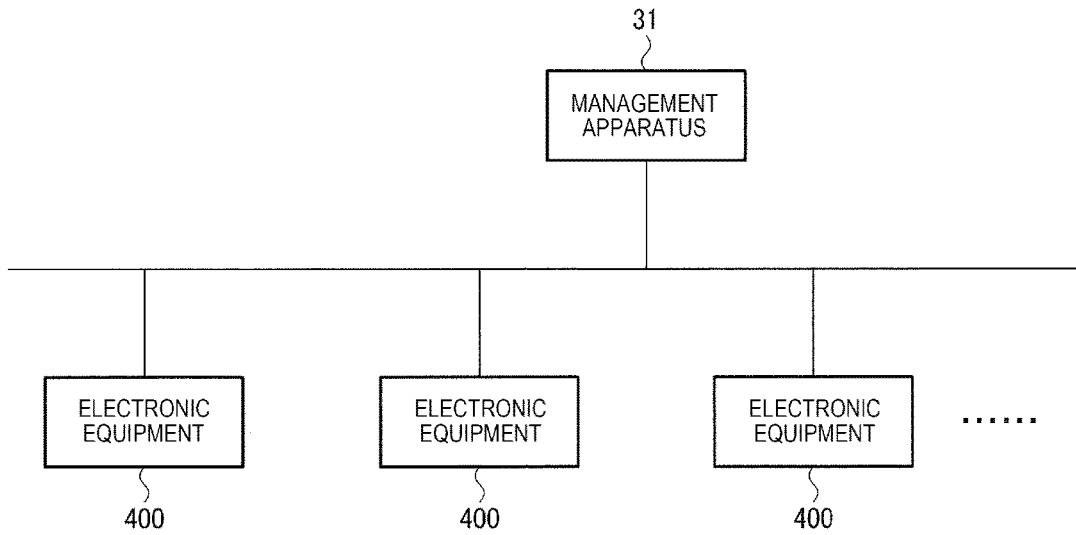 31
MANAGEMENT
APPARATUS
ELECTRONIC
EQUIPMENT
ELECTRONIC
EQUIPMENT
ELECTRONIC
EQUIPMENT
......
400
400
400